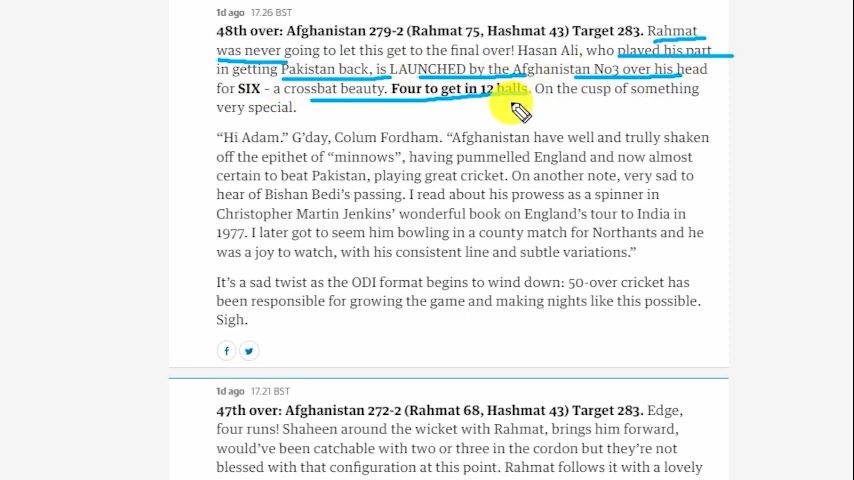 1d ago 17.26 BST
48th over: Afghanistan 279-2 (Rahmat 75, Hashmat 43) Target 283. Rahmat
was never going to let this get to the final over! Hasan Ali, who played his part
in getting Pakistan back, is LAUNCHED by the Afghanistan No3 over his head
for SIX – a crossbat beauty. Four to get in 12 balls. On the cusp of something
very special.
“Hi Adam.” G’day, Colum Fordham. “Afghanistan have well and trully shaken
off the epithet of “minnows”, having pummelled England and now almost
certain to beat Pakistan, playing great cricket. On another note, very sad to
hear of Bishan Bedi’s passing. I read about his prowess as a spinner in
Christopher Martin Jenkins’ wonderful book on England’s tour to India in
1977. I later got to seem him bowling in a county match for Northants and he
was a joy to watch, with his consistent line and subtle variations.”
It’s a sad twist as the ODI format begins to wind down: 50-over cricket has
been responsible for growing the game and making nights like this possible.
Sigh.
1d ago 17.21 BST
47th over: Afghanistan 272-2 (Rahmat 68, Hashmat 43) Target 283. Edge,
four runs! Shaheen around the wicket with Rahmat, brings him forward,
would’ve been catchable with two or three in the cordon but they’re not
blessed with that configuration at this point. Rahmat follows it with a lovely